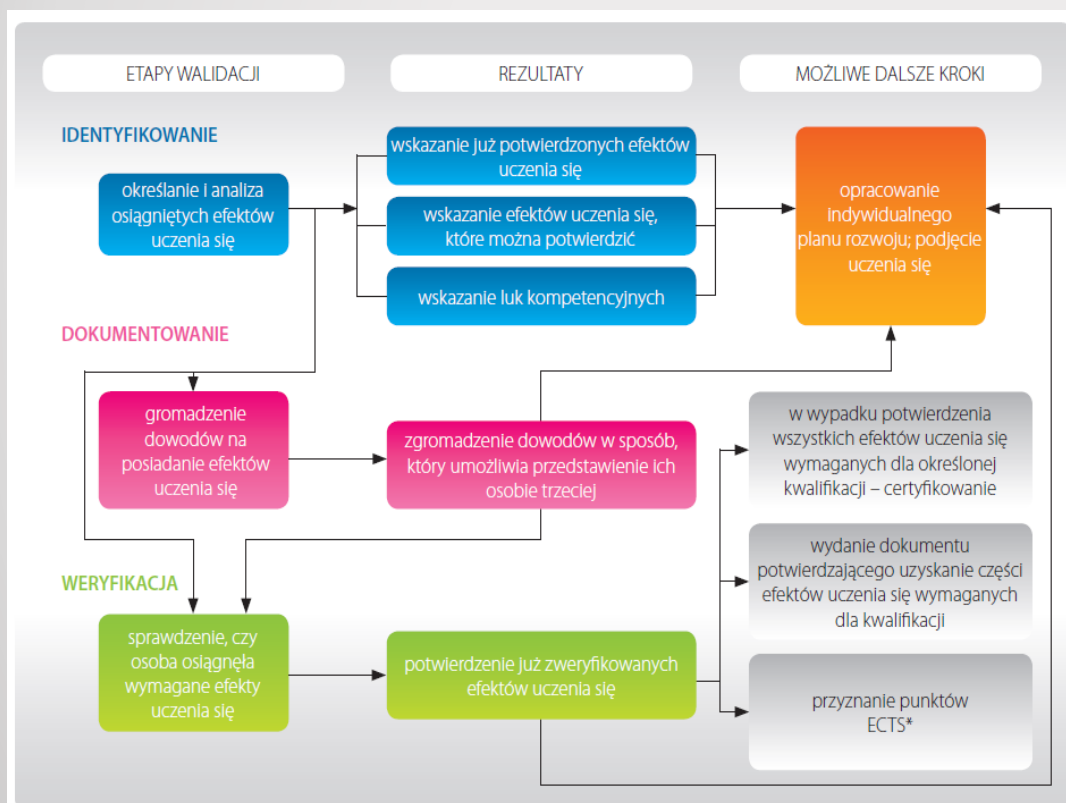 ETAPY WALIDACJI
REZULTATY
MOŻLIWE DALSZE KROKI
IDENTYFIKOWANIE
określanie i analiza
osiągniętych efektów
uczenia się
wskazanie już potwierdzonych efektów
uczenia się
wskazanie efektów uczenia się,
które można potwierdzić
wskazanie luk kompetencyjnych
opracowanie
indywidualnego
planu rozwoju; podjęcie
uczenia się
DOKUMENTOWANIE
gromadzenie
dowodów na
posiadanie efektów
uczenia się
zgromadzenie dowodów w sposób,
który umożliwia przedstawienie ich
osobie trzeciej
w wypadku potwierdzenia
wszystkich efektów uczenia się
wymaganych dla określonej
kwalifikacji – certyfikowanie
wydanie dokumentu
potwierdzającego uzyskanie części
efektów uczenia się wymaganych
dla kwalifikacji
WERYFIKACJA
sprawdzenie, czy
osoba osiągnęła
wymagane efekty
uczenia się
potwierdzenie już zweryfikowanych
efektów uczenia się
przyznanie punktów
ECTS*